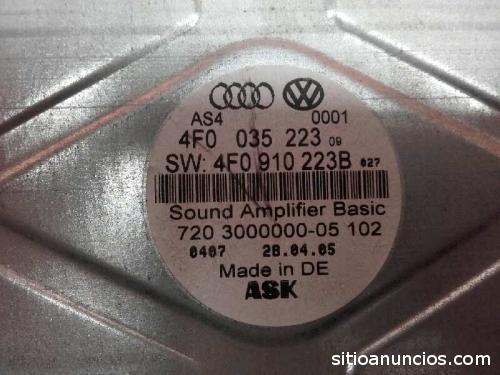 AS4 0001
4F0 035 223 09
SW: 4F0 910 223B 027
Sound Amplifier Basic
720 3000000-05 102
0407 28.04.05
Made in DE
ASK
sitioanuncios.com